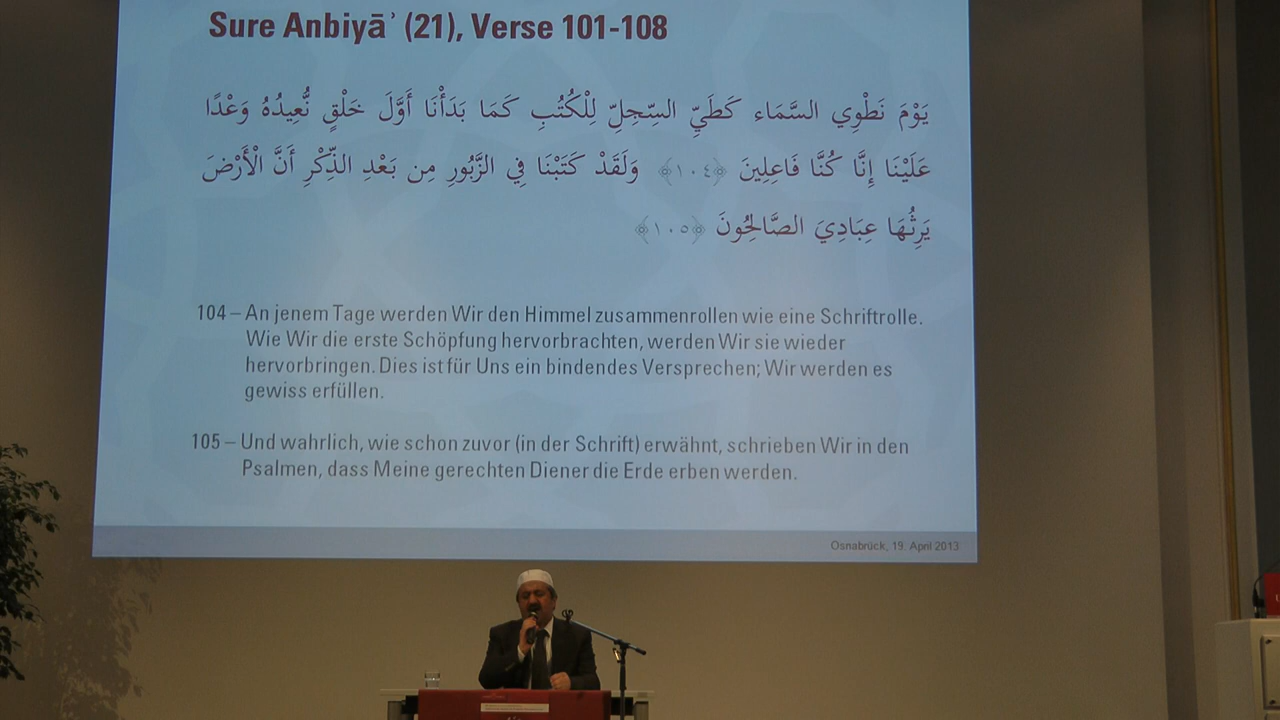 Sure Anbiyāʾ (21), Verse 101-108
يَوْمَ نَطْوِي السَّمَاء كَطَيِّ السِّجِلِّ لِلْكُتُبِ كَمَا بَدَأْنَا أَوَّلَ خَلْقٍ نُّعِيدُهُ وَعْدًا
عَلَيْنَا إِنَّا كُنَّا فَاعِلِينَ ﴿١٠٤﴾ وَلَقَدْ كَتَبْنَا فِي الزَّبُورِ مِن بَعْدِ الذِّكْرِ أَنَّ الْأَرْضَ
يَرِثُهَا عِبَادِيَ الصَّالِحُونَ ﴿١٠٥﴾
104 – An jenem Tage werden Wir den Himmel zusammenrollen wie eine Schriftrolle.
Wie Wir die erste Schöpfung hervorbrachten, werden Wir sie wieder
hervorbringen. Dies ist für Uns ein bindendes Versprechen; Wir werden es
gewiss erfüllen.
105 – Und wahrlich, wie schon zuvor (in der Schrift) erwähnt, schrieben Wir in den
Psalmen, dass Meine gerechten Diener die Erde erben werden.
Osnabrück, 19. April 2013